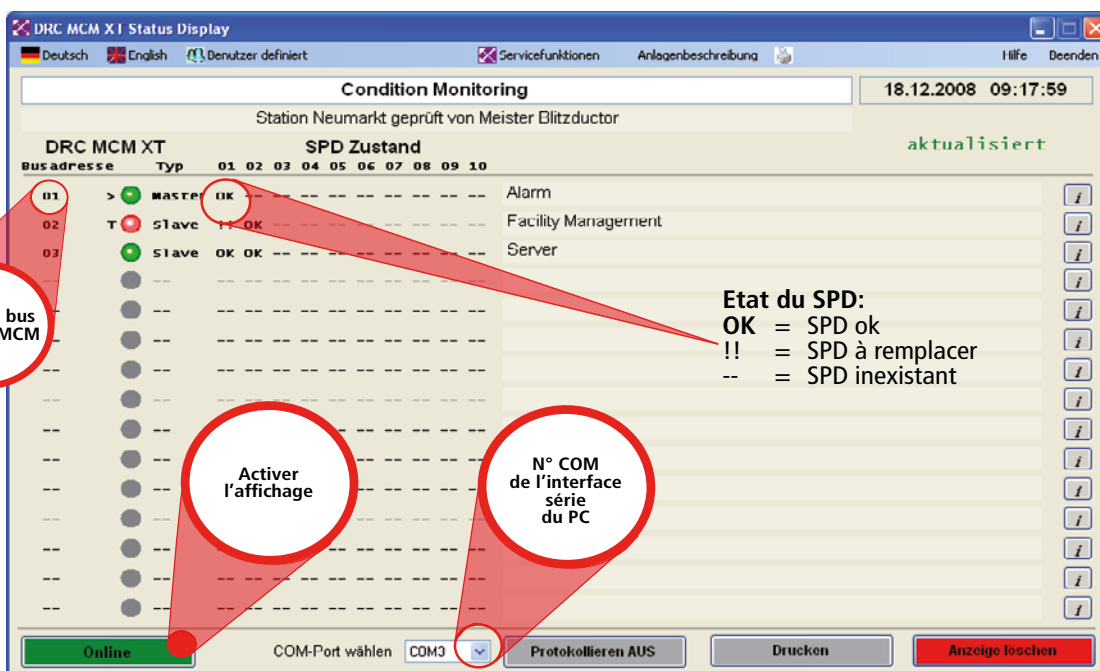 DRC MCM XT Status Display
Deutsch English Benutzer definiert Servicefunktionen Anlagenbeschreibung Hilfe Beenden
Condition Monitoring 18.12.2008 09:17:59
Station Neumarkt geprüft von Meister Blitzductor
aktualisiert
DRC MCM XT SPD Zustand
Busadresse Typ 01 02 03 04 05 06 07 08 09 10
01 > Master OK -- -- -- -- -- -- -- -- Alarm i
02 T Slave !! OK -- -- -- -- -- -- -- -- Facility Management i
03 Slave OK OK -- -- -- -- -- -- -- -- Server i
-- -- i
bus
MCM
Etat du SPD:
OK = SPD ok
!! = SPD à remplacer
-- = SPD inexistant
-- -- -- -- -- -- -- -- -- -- -- i
-- -- -- -- -- -- -- -- -- -- -- i
-- -- -- -- -- -- -- -- -- -- -- -- i
-- -- -- -- -- -- -- -- -- -- -- -- i
-- -- i
-- -- i
-- -- i
-- -- i
-- -- i
-- -- i
-- -- -- -- -- -- -- -- -- -- i
Activer
l'affichage
N° COM
de l'interface
série
du PC
Online COM-Port wählen COM3 Protokollieren AUS Drucken Anzeige löschen